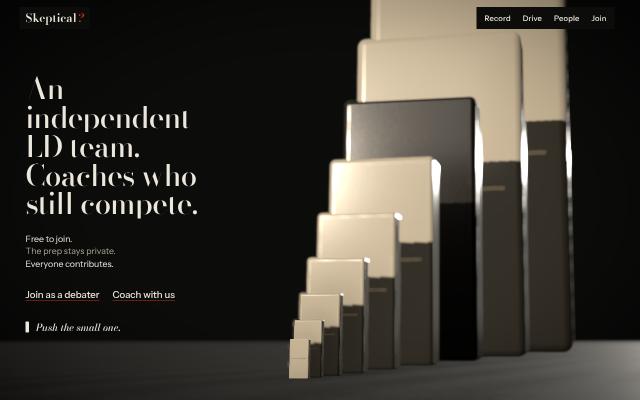 Skeptical?
Record Drive People Join
An
independent
LD team.
Coaches who
still compete.
Free to join.
The prep stays private.
Everyone contributes.
Join as a debater Coach with us
Push the small one.